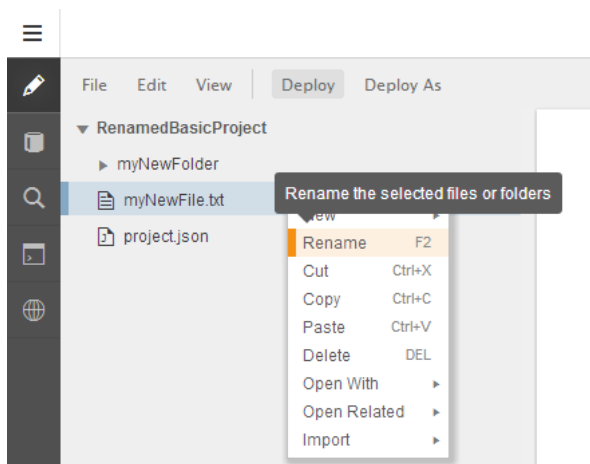 File Edit View Deploy Deploy As
RenamedBasicProject
myNewFolder
myNewFile.txt
Rename the selected files or folders
New
project.json
Rename F2
Cut Ctrl+X
Copy Ctrl+C
Paste Ctrl+V
Delete DEL
Open With
Open Related
Import